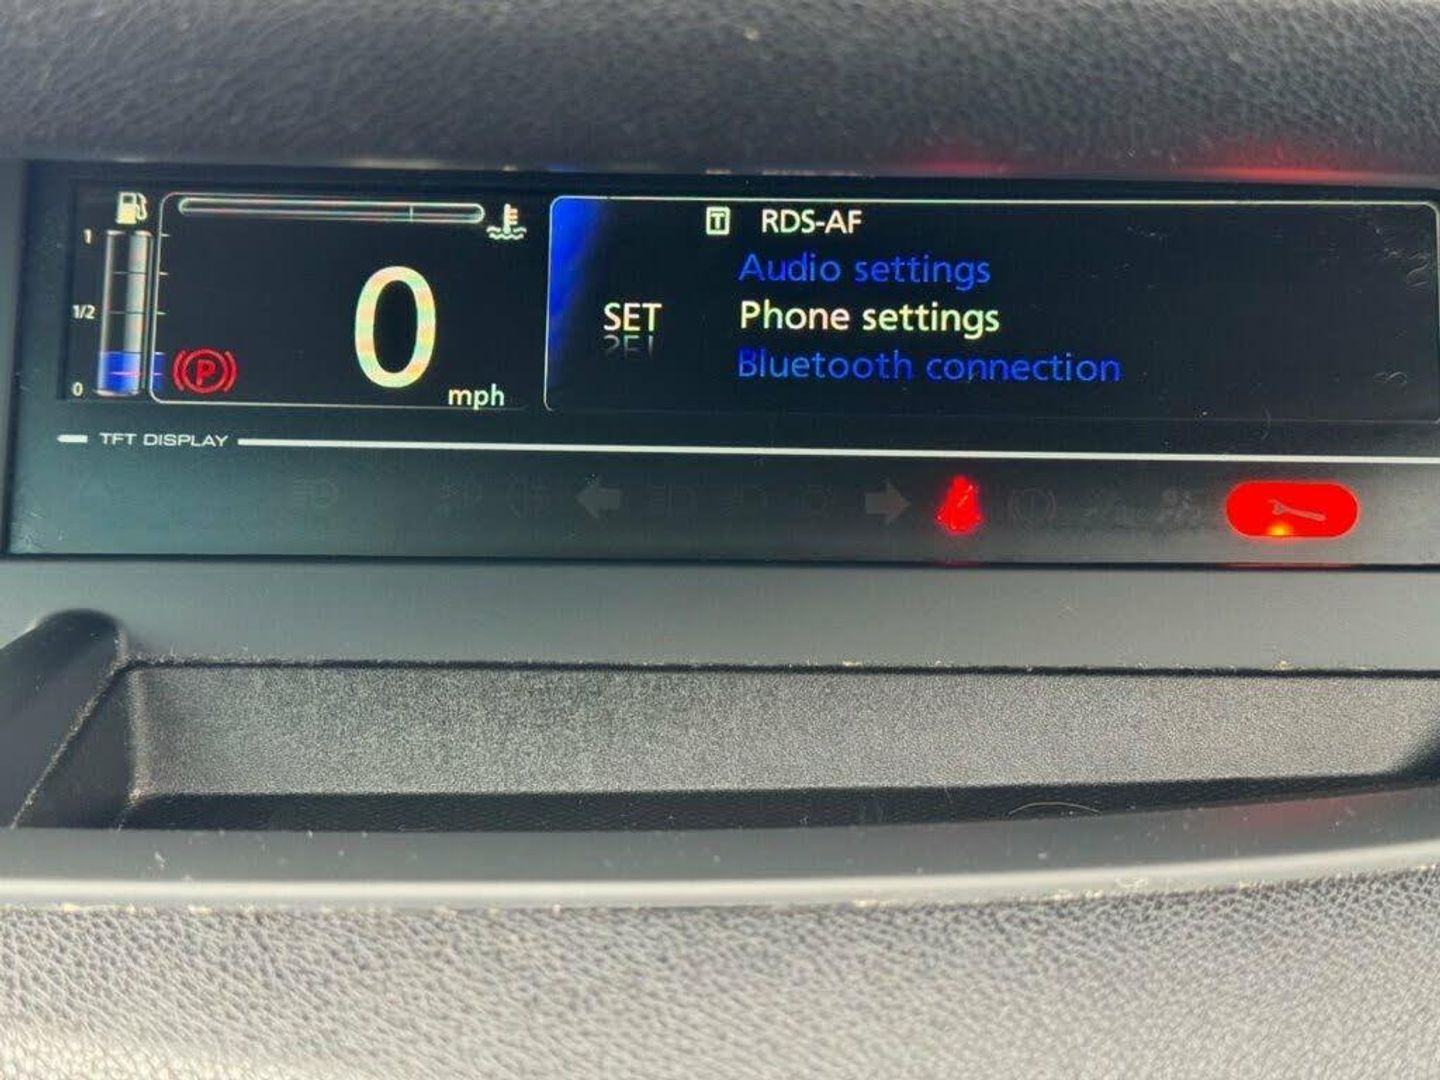 T RDS-AF
1
Audio settings
1/2
0
SET
Phone settings
P
Bluetooth connection
0
mph
TFT DISPLAY